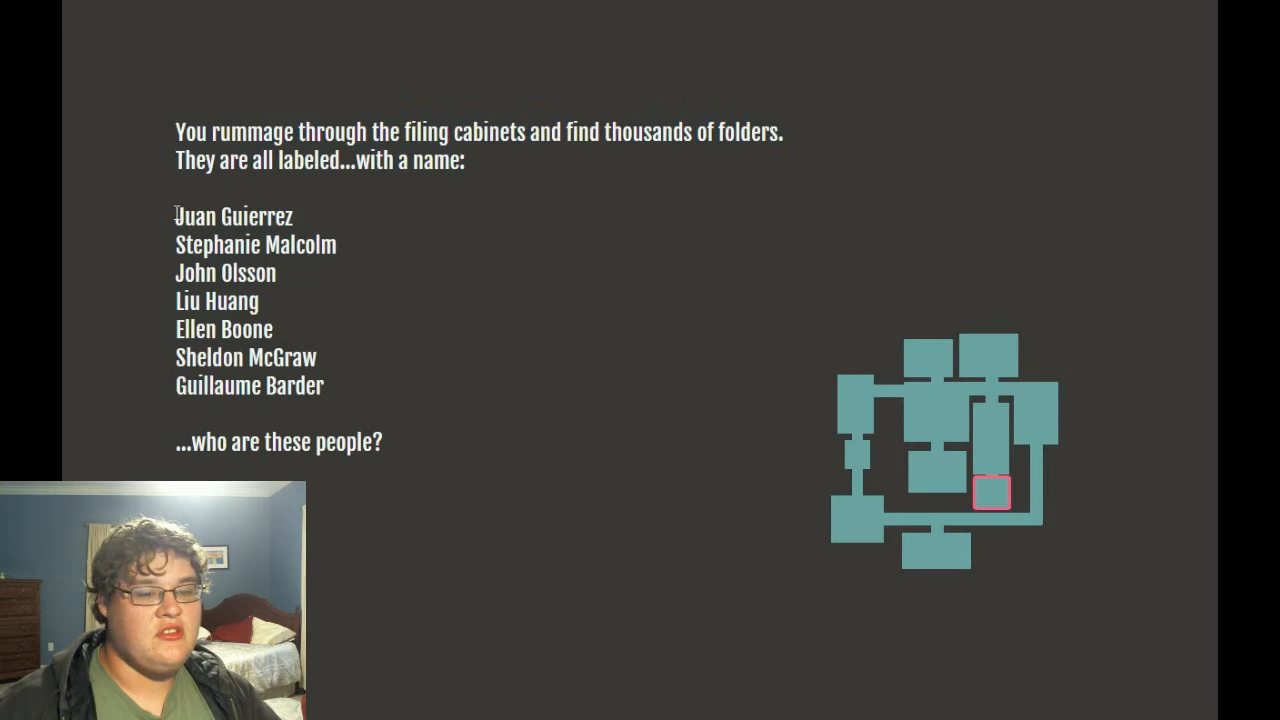 You rummage through the filing cabinets and find thousands of folders.
They are all labeled...with a name:
Juan Guierrez
Stephanie Malcolm
John Olsson
Liu Huang
Ellen Boone
Sheldon McGraw
Guillaume Barder
...who are these people?